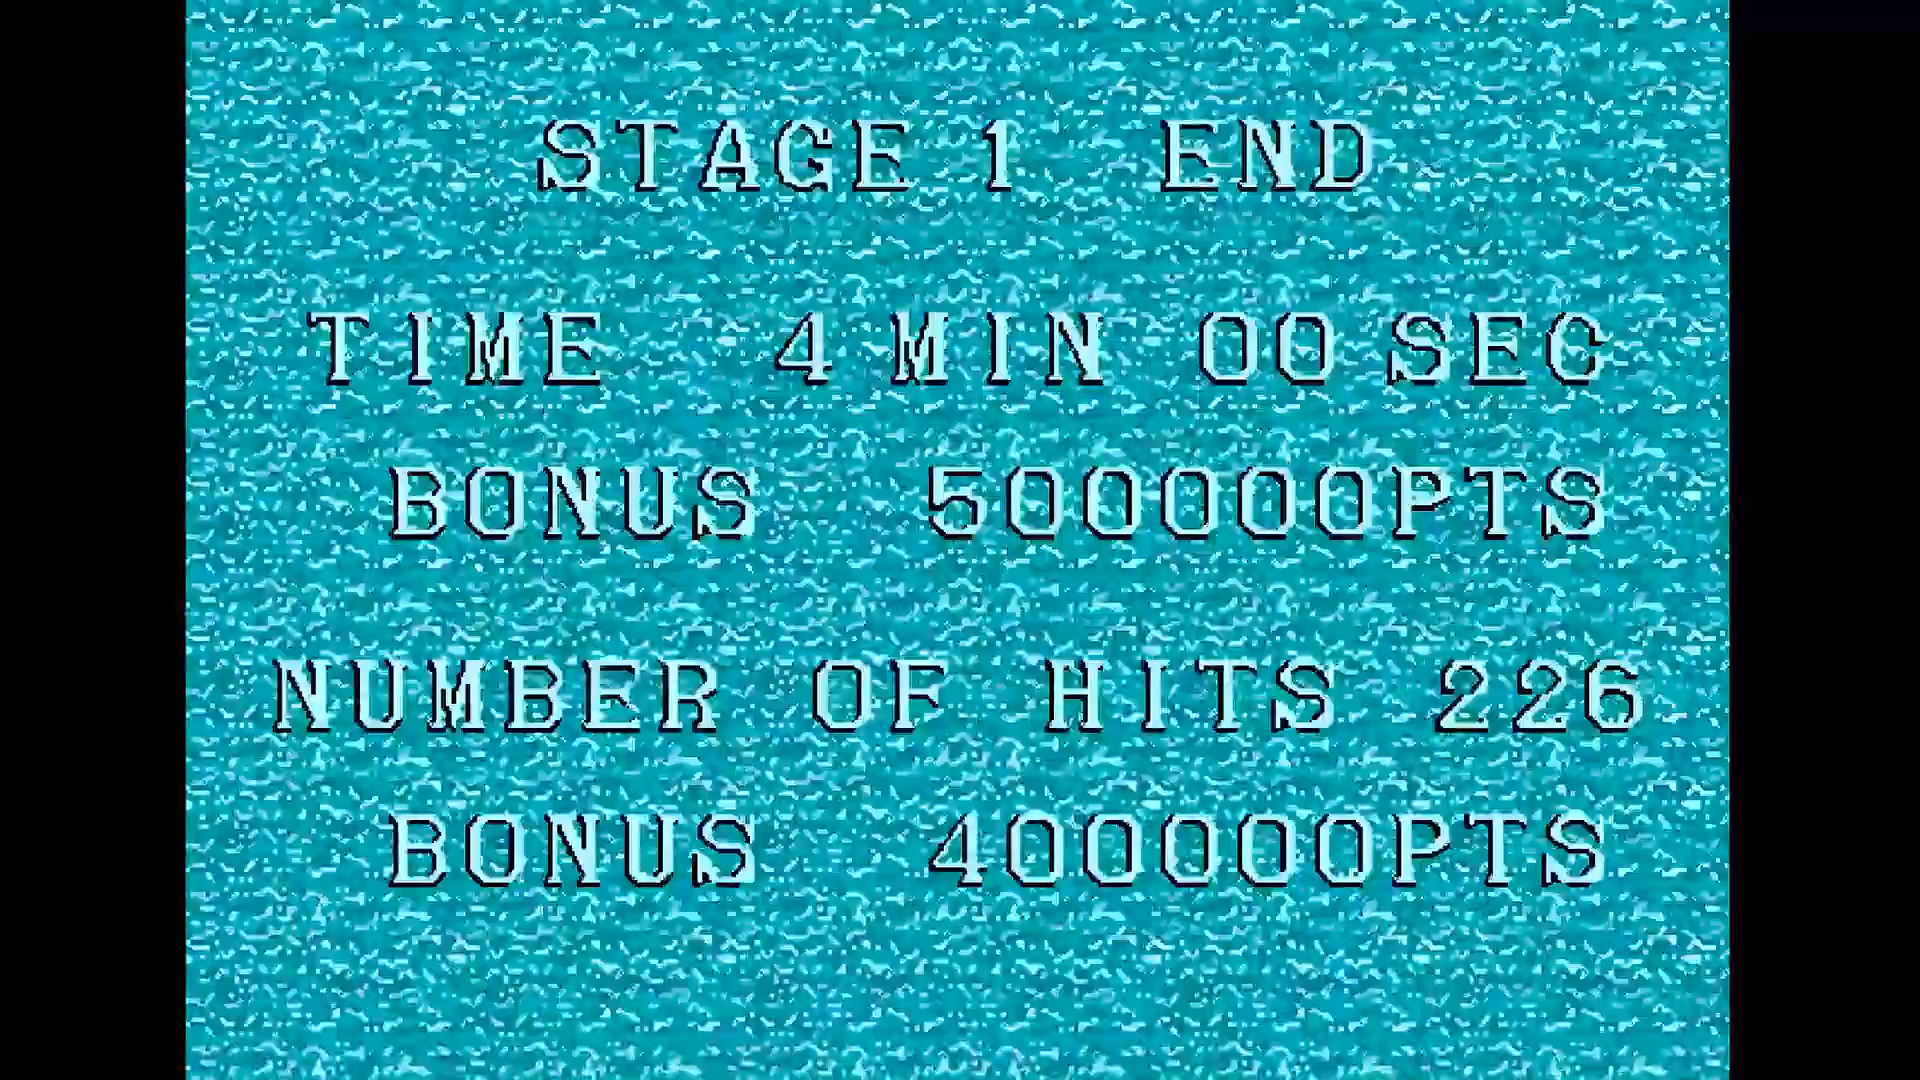 STAGE 1 END
TIME 4 MIN 00 SEC
BONUS 500000PTS
NUMBER OF HITS 226
BONUS 400000PTS